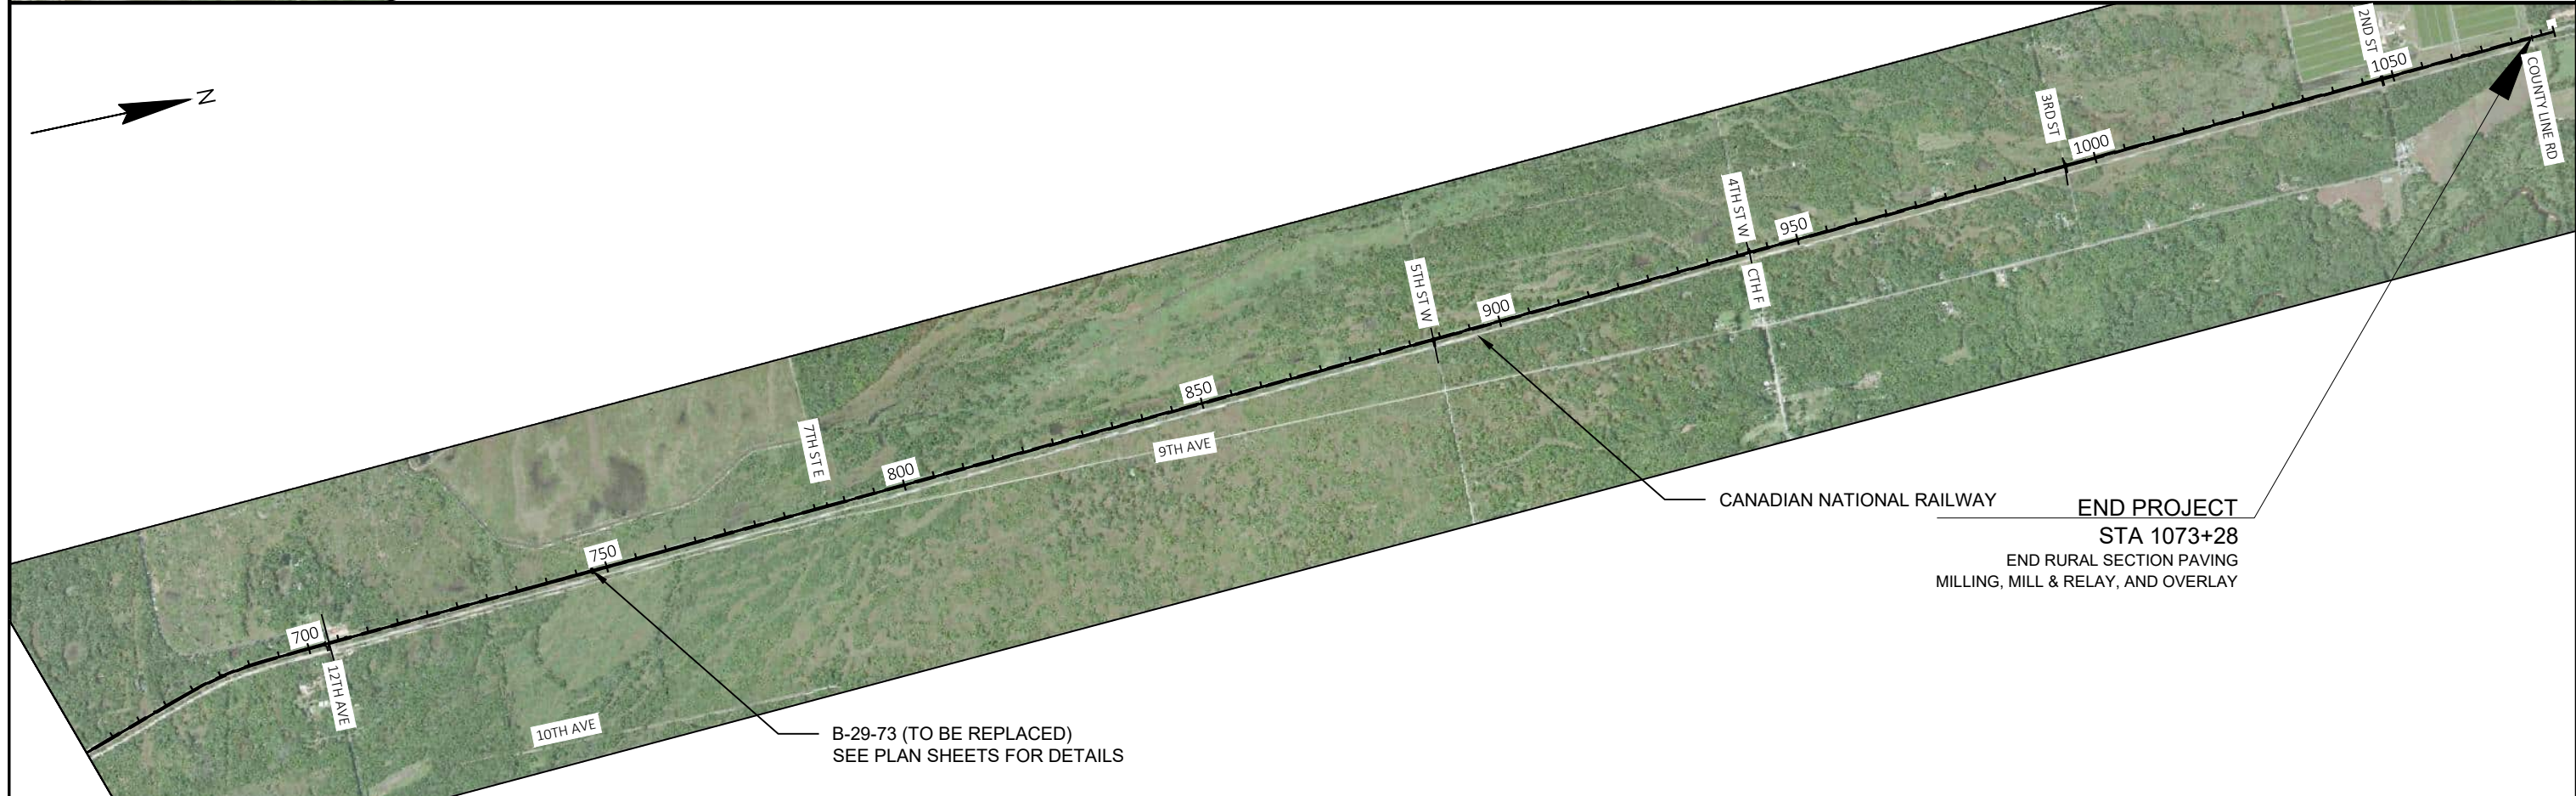 N
2ND ST
1050
COUNTY LINE RD
3RD ST
1000
4TH ST W
950
CTH F
5TH ST W
900
850
9TH AVE
7TH ST E
800
750
700
12TH AVE
10TH AVE
CANADIAN NATIONAL RAILWAY
END PROJECT
STA 1073+28
END RURAL SECTION PAVING
MILLING, MILL & RELAY, AND OVERLAY
B-29-73 (TO BE REPLACED)
SEE PLAN SHEETS FOR DETAILS